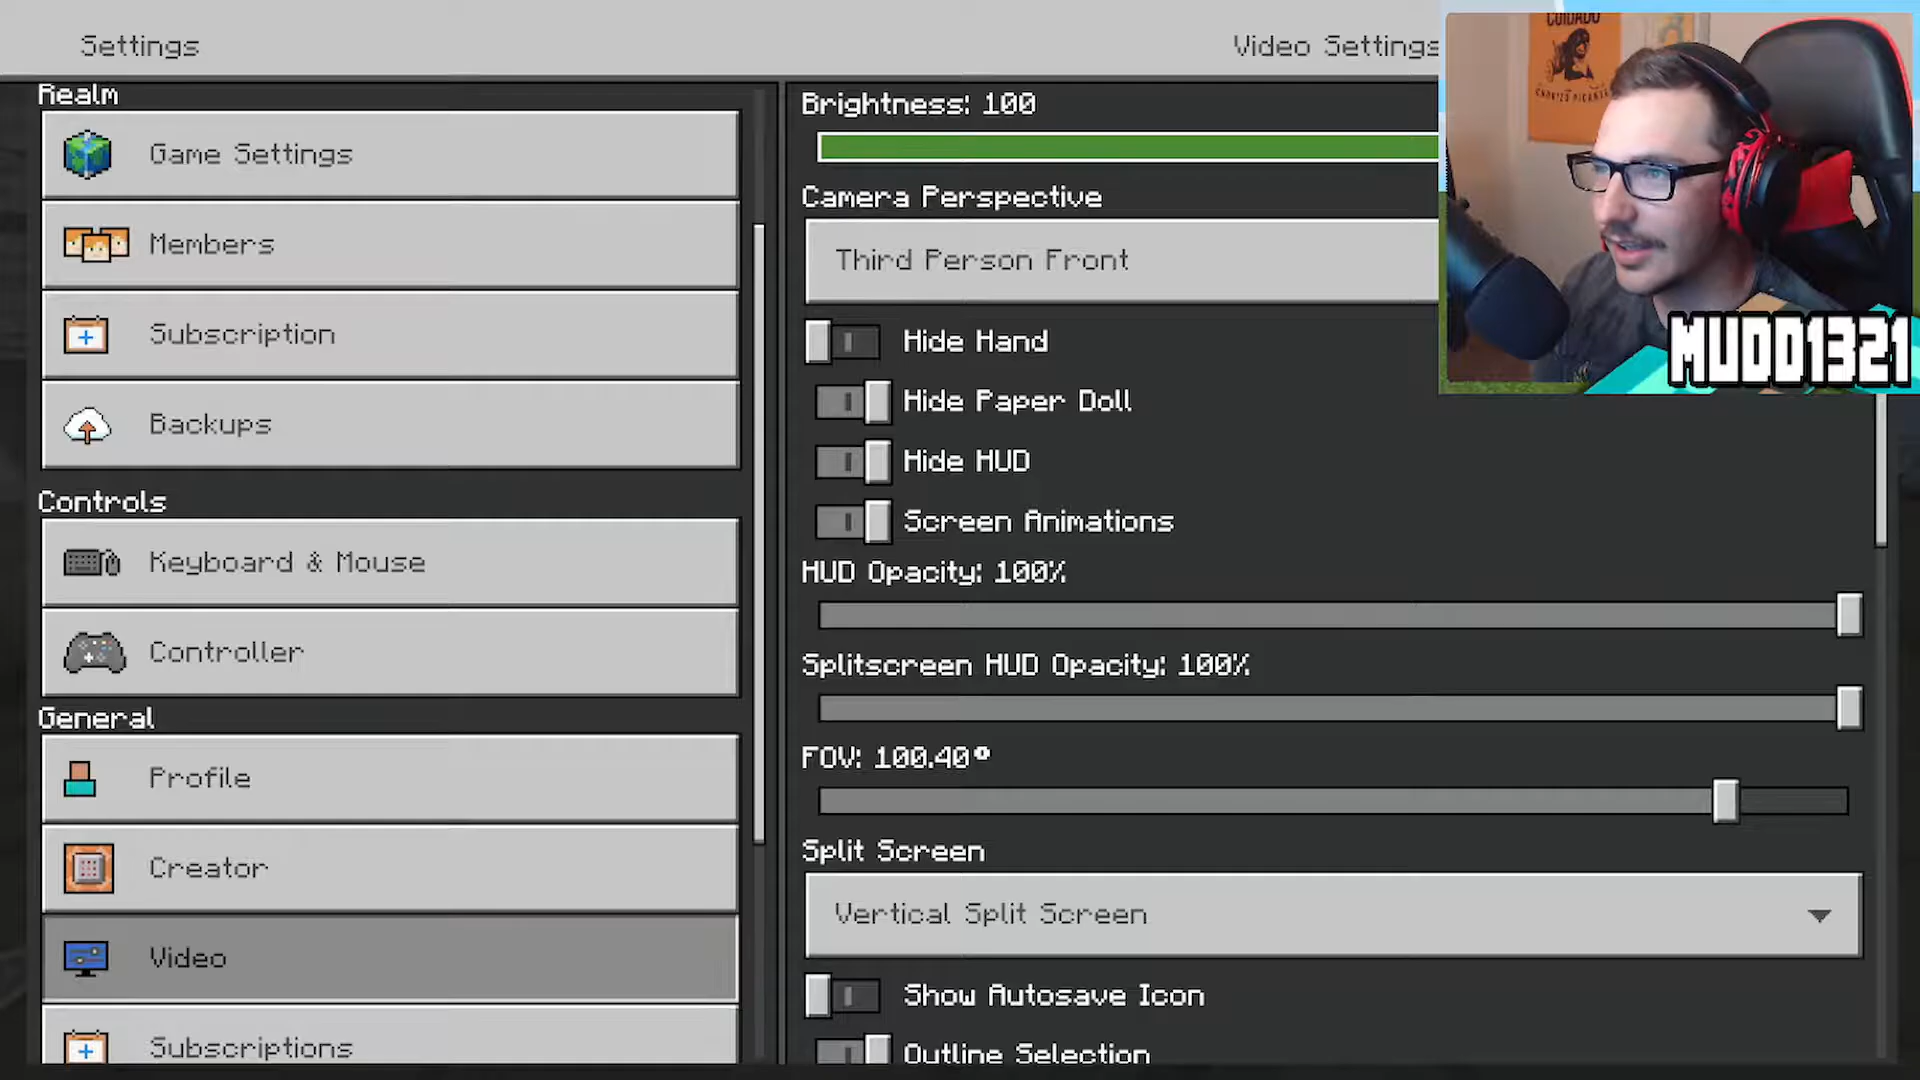 Settings
Video Settings
Realm
Game Settings
Members
Subscription
Backups
Controls
Keyboard & Mouse
Controller
General
Profile
Creator
Video
Subscriptions
Brightness: 100
Camera Perspective
Third Person Front
Hide Hand
Hide Paper Doll
Hide HUD
Screen Animations
HUD Opacity: 100%
Splitscreen HUD Opacity: 100%
FOV: 100.40°
Split Screen
Vertical Split Screen
Show Autosave Icon
Outline Selection
CUIDADO
MUDD1321